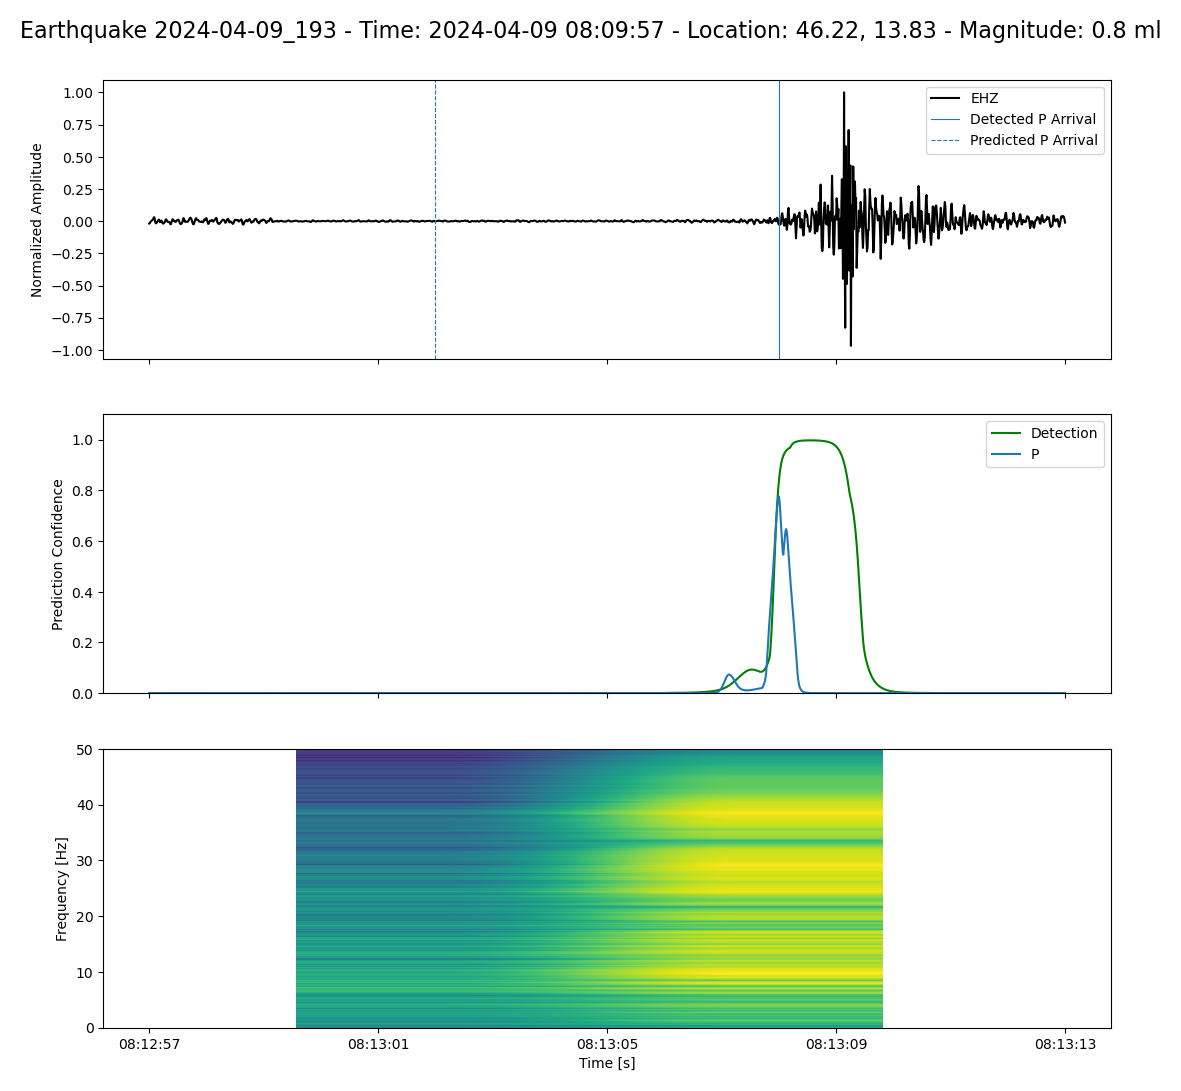 Earthquake 2024-04-09_193 - Time: 2024-04-09 08:09:57 - Location: 46.22, 13.83 - Magnitude: 0.8 ml
Normalized Amplitude
1.00
0.75
0.50
0.25
0.00
−0.25
−0.50
−0.75
−1.00
EHZ
Detected P Arrival
Predicted P Arrival
Prediction Confidence
1.0
0.8
0.6
0.4
0.2
0.0
Detection
P
Frequency [Hz]
50
40
30
20
10
0
08:12:57 08:13:01 08:13:05 08:13:09 08:13:13
Time [s]